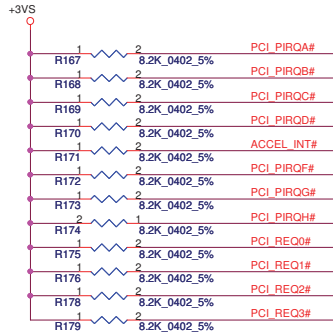 +3VS
1 2 PCI_PIRQA#
R167 8.2K_0402_5%
1 2 PCI_PIRQB#
R168 8.2K_0402_5%
1 2 PCI_PIRQC#
R169 8.2K_0402_5%
1 2 PCI_PIRQD#
R170 8.2K_0402_5%
1 2 ACCEL_INT#
R171 8.2K_0402_5%
1 2 PCI_PIRQF#
R172 8.2K_0402_5%
1 2 PCI_PIRQG#
R173 8.2K_0402_5%
2 1 PCI_PIRQH#
R174 8.2K_0402_5%
1 2 PCI_REQ0#
R175 8.2K_0402_5%
1 2 PCI_REQ1#
R176 8.2K_0402_5%
1 2 PCI_REQ2#
R178 8.2K_0402_5%
1 2 PCI_REQ3#
R179 8.2K_0402_5%